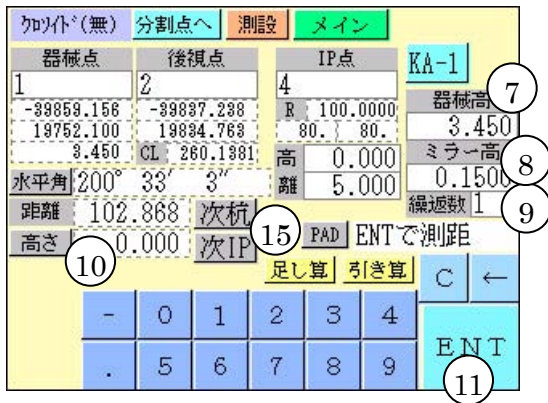 クロソイド(無) 分割点へ 測設 メイン
器械点 後視点 IP点 KA-1
1 2 4
-39859.156 -39837.238 R 100.0000 器械高 7
19752.100 19834.763 80. 80. 3.450
3.450 CL 260.1381 高 0.000 ミラー高 8
水平角 200° 33′ 3″ 離 5.000 0.1500
距離 102.868 次杭 繰返数 1 9
高さ 0.000 次IP 15 PAD ENTで測距
10 足し算 引き算 C ←
- 0 1 2 3 4
. 5 6 7 8 9 ENT
11